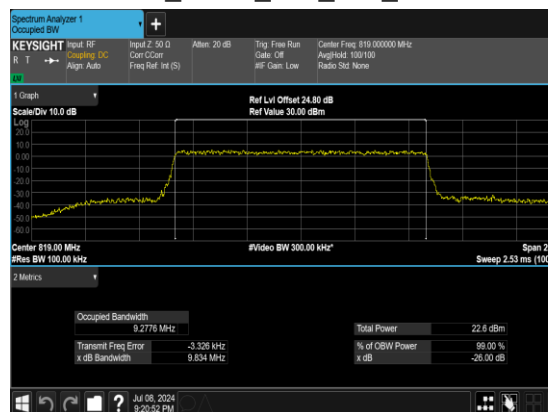 Spectrum Analyzer 1
Occupied BW
+
KEYSIGHT Input: RF Input Z: 50 Ω Atten: 20 dB Trig: Free Run Center Freq: 819.000000 MHz
R T Coupling: DC Corr CCorr Gate: Off Avg|Hold: 100/100
Align: Auto Freq Ref: Int (S) #IF Gain: Low Radio Std: None
LW
1 Graph
Ref Lvl Offset 24.80 dB
Scale/Div 10.0 dB Ref Value 30.00 dBm
Log
20.0
10.0
0.00
-10.0
-20.0
-30.0
-40.0
-50.0
-60.0
Center 819.00 MHz #Video BW 300.00 kHz* Span 2
#Res BW 100.00 kHz Sweep 2.53 ms (100
2 Metrics
Occupied Bandwidth
9.2776 MHz Total Power 22.6 dBm
Transmit Freq Error -3.326 kHz % of OBW Power 99.00 %
x dB Bandwidth 9.834 MHz x dB -26.00 dB
? Jul 08, 2024
9:20:52 PM